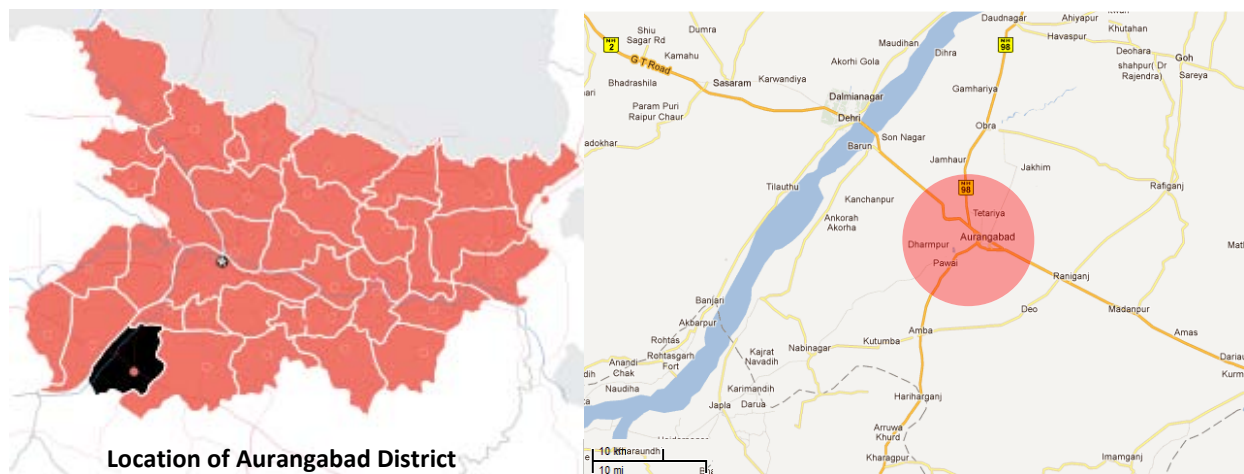 Location of Aurangabad District
Shiu
Sagar Rd
Dumra
NH
2
Kamahu
G T Road
Bhadrashila
Sasaram
Karwandiya
Param Puri
Raipur Chaur
adokhar
Maudihan
Dihra
Akorhi Gola
Dalmianagar
Dehri
Son Nagar
Barun
Daudnagar
Ahiyapur
Khutahan
NH
98
Havaspur
Deohara
Goh
shahpur( Dr
Rajendra)
Sareya
Gamhariya
Obra
Jamhaur
Jakhim
Tilauthu
Kanchanpur
NH
98
Rafiganj
Ankorah
Akorha
Tetariya
Aurangabad
Dharmpur
Pawai
Raniganj
Banjari
Akbarpur
Deo
Madanpur
Amba
Amas
Rohtas
Kutumba
Rohtasgarh
Fort
Kajrat
Navadih
Nabinagar
Anandi
Chak
Naudiha
Karimandih
Japla
Darua
Hariharganj
Arruwa
Khurd
Kharagpur
Imamganj
10 km
10 mi